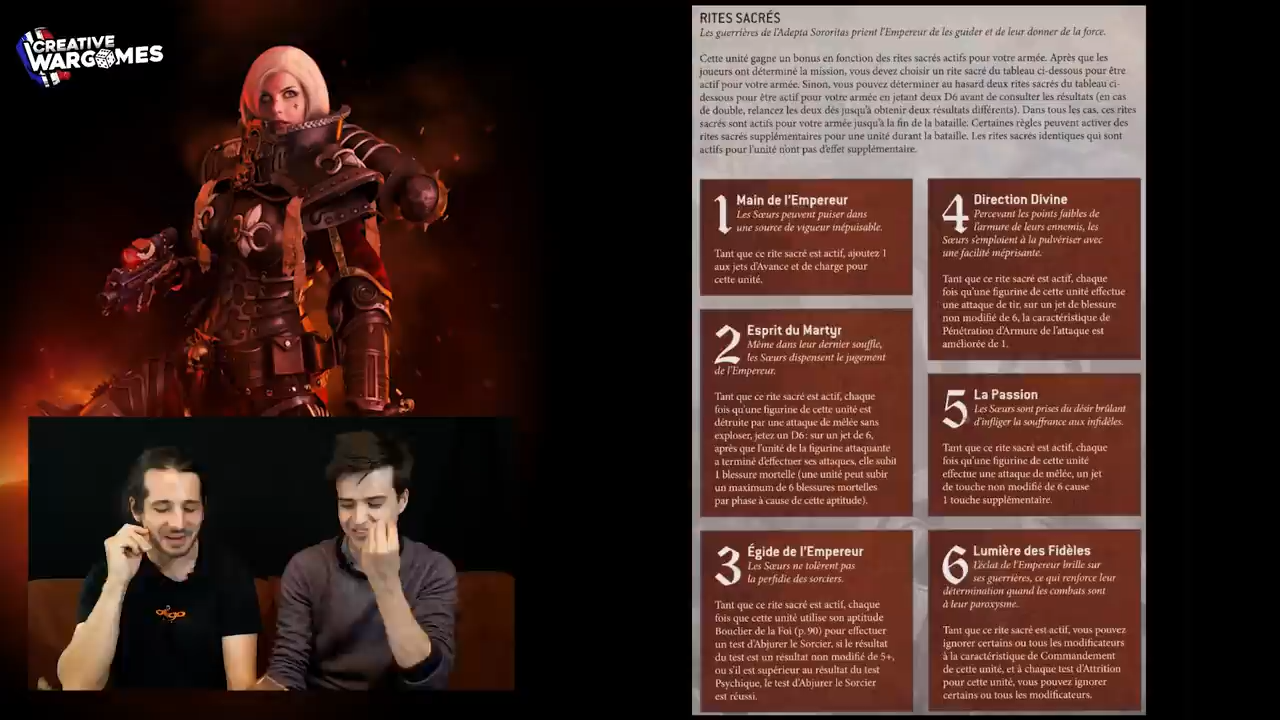 CREATIVE
WARGAMES
RITES SACRÉS
Les guerrières de l'Adepta Sororitas prient l'Empereur de les guider et de leur donner de la force.
Cette unité gagne un bonus en fonction des rites sacrés actifs pour votre armée. Après que les
joueurs ont déterminé la mission, vous devez choisir un rite sacré du tableau ci-dessous pour être
actif pour votre armée. Sinon, vous pouvez déterminer au hasard deux rites sacrés du tableau ci-
dessous pour être actif pour votre armée en jetant deux D6 avant de consulter les résultats (en cas
de double, relancez les deux dés jusqu'à obtenir deux résultats différents). Dans tous les cas, ces rites
sacrés sont actifs pour votre armée jusqu'à la fin de la bataille. Certaines règles peuvent activer des
rites sacrés supplémentaires pour une unité durant la bataille. Les rites sacrés identiques qui sont
actifs pour l'unité n'ont pas d'effet supplémentaire.
1 Main de l'Empereur
Les Sœurs peuvent puiser dans
une source de vigueur inépuisable.
Tant que ce rite sacré est actif, ajoutez 1
aux jets d'Avance et de charge pour
cette unité.
2 Esprit du Martyr
Même dans leur dernier souffle,
les Sœurs dispensent le jugement
de l'Empereur.
Tant que ce rite sacré est actif, chaque
fois qu'une figurine de cette unité est
détruite par une attaque de mêlée sans
exploser, jetez un D6 : sur un jet de 6,
après que l'unité de la figurine attaquante
a terminé d'effectuer ses attaques, elle subit
1 blessure mortelle (une unité peut subir
un maximum de 6 blessures mortelles
par phase à cause de cette aptitude).
3 Égide de l'Empereur
Les Sœurs ne tolèrent pas
la perfidie des sorciers.
Tant que ce rite sacré est actif, chaque
fois que cette unité utilise son aptitude
Bouclier de la Foi (p. 90) pour effectuer
un test d'Abjurer le Sorcier, si le résultat
du test est un résultat non modifié de 5+,
ou s'il est supérieur au résultat du test
Psychique, le test d'Abjurer le Sorcier
est réussi.
4 Direction Divine
Percevant les points faibles de
l'armure de leurs ennemis, les
Sœurs s'emploient à la pulvériser avec
une facilité méprisante.
Tant que ce rite sacré est actif, chaque
fois qu'une figurine de cette unité effectue
une attaque de tir, sur un jet de blessure
non modifié de 6, la caractéristique de
Pénétration d'Armure de l'attaque est
améliorée de 1.
5 La Passion
Les Sœurs sont prises du désir brûlant
d'infliger la souffrance aux infidèles.
Tant que ce rite sacré est actif, chaque
fois qu'une figurine de cette unité
effectue une attaque de mêlée, un jet
de touche non modifié de 6 cause
1 touche supplémentaire.
6 Lumière des Fidèles
L'éclat de l'Empereur brille sur
ses guerrières, ce qui renforce leur
détermination quand les combats sont
à leur paroxysme.
Tant que ce rite sacré est actif, vous pouvez
ignorer certains ou tous les modificateurs
à la caractéristique de Commandement
de cette unité, et à chaque test d'Attrition
pour cette unité, vous pouvez ignorer
certains ou tous les modificateurs.